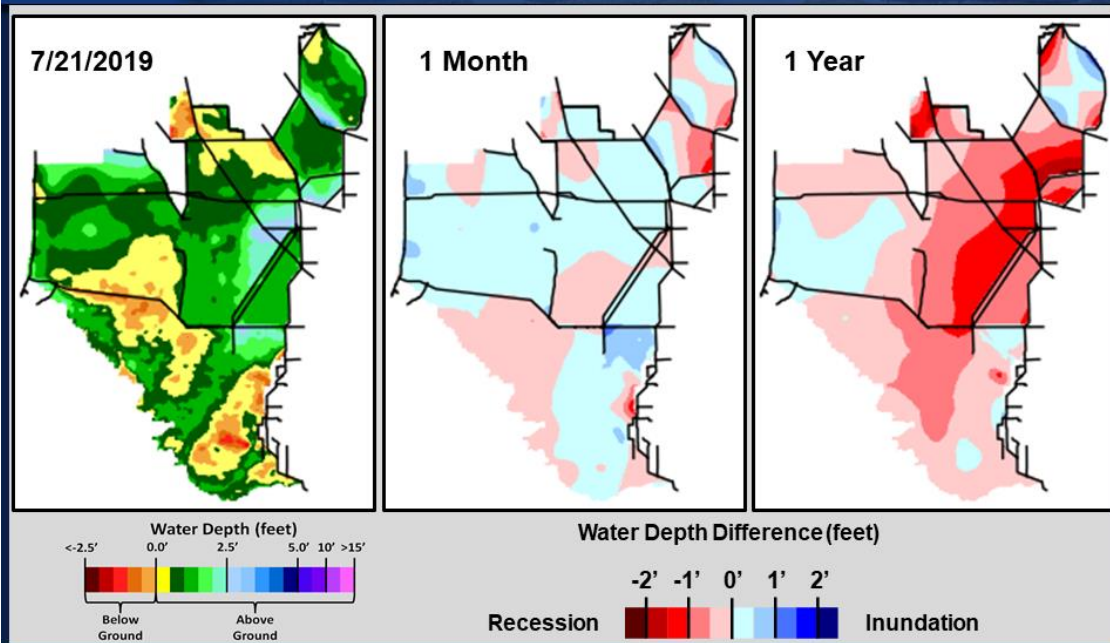 7/21/2019
1 Month
1 Year
Water Depth (feet)
<-2.5’ 0.0’ 2.5’ 5.0’ 10’ >15’
Below
Ground
Above
Ground
Water Depth Difference (feet)
-2’ -1’ 0’ 1’ 2’
Recession
Inundation